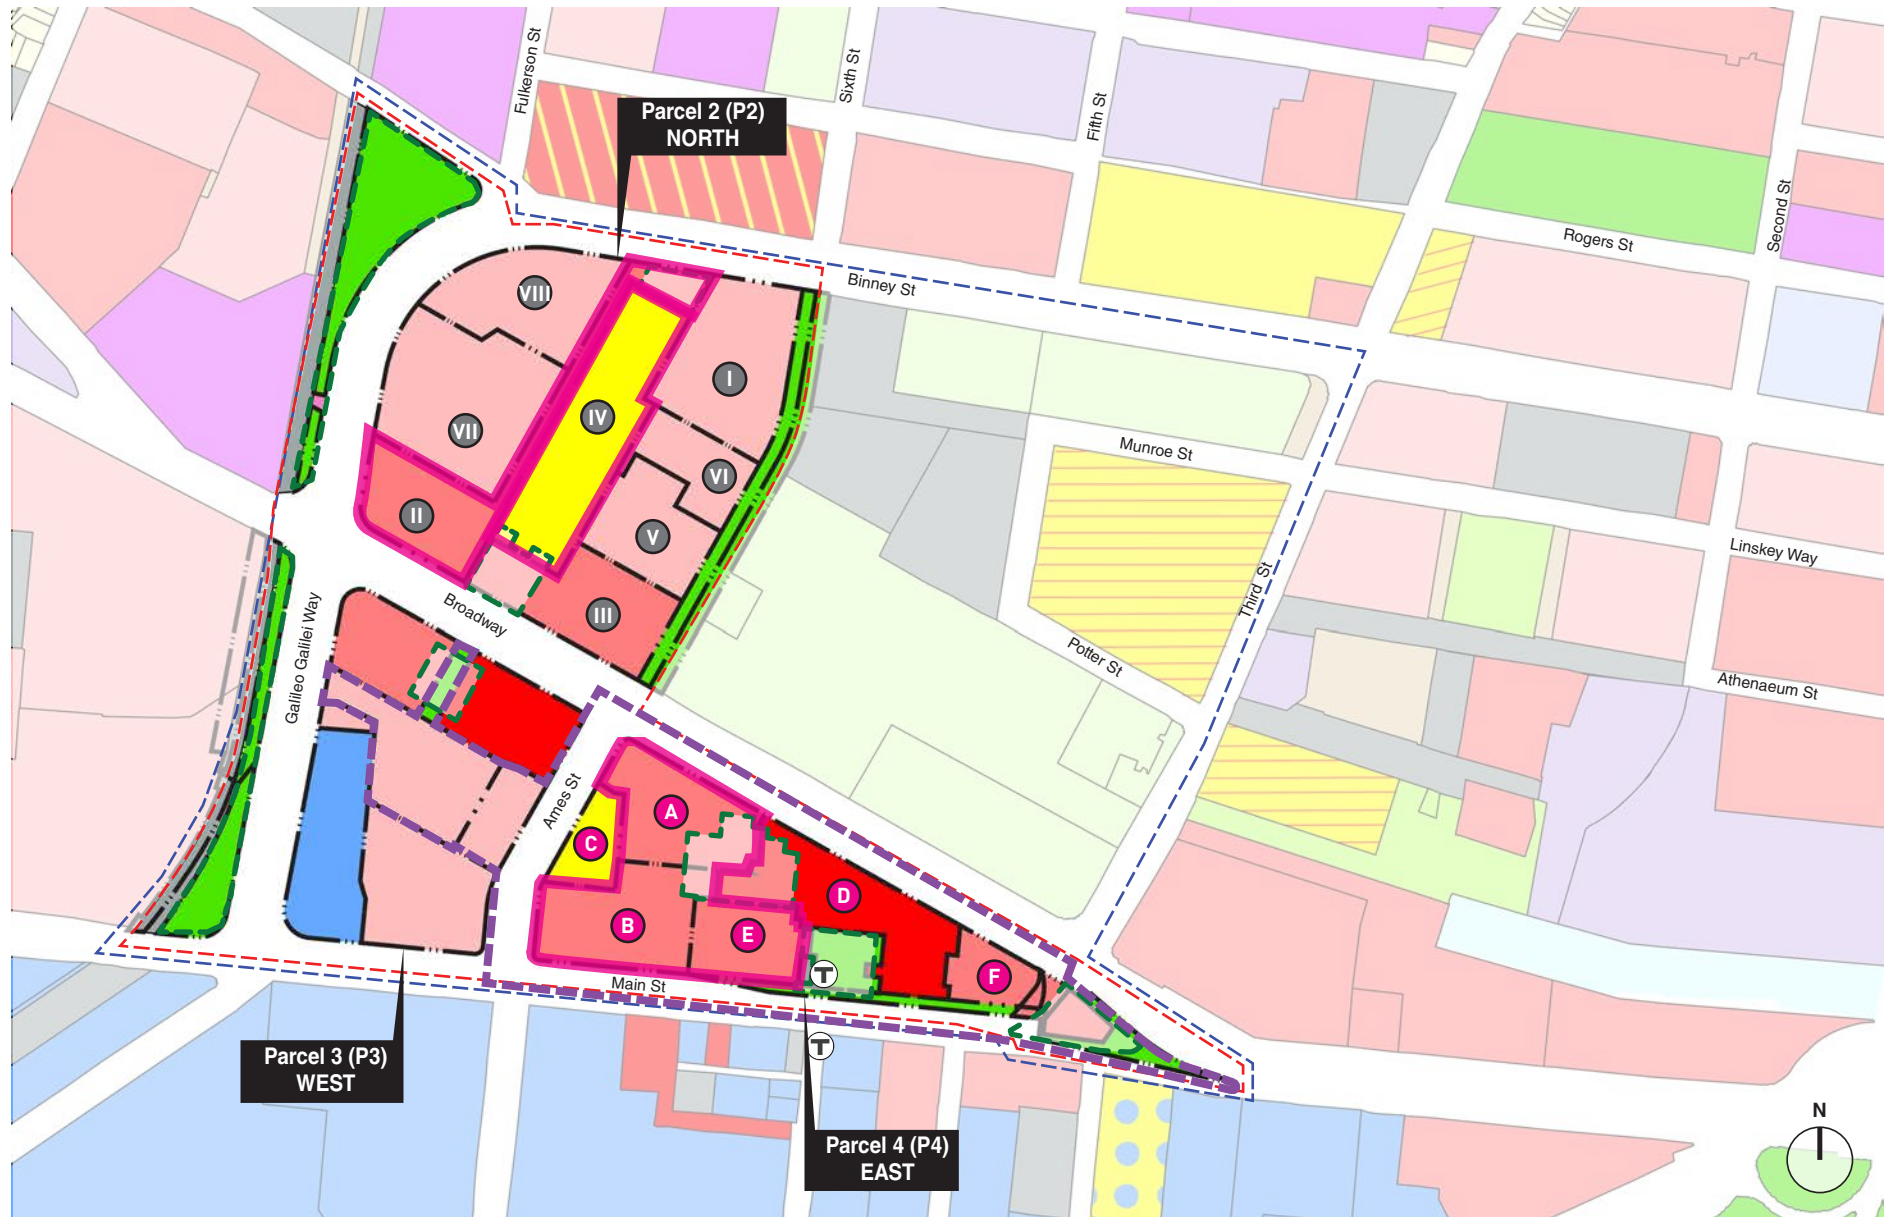 Fulkerson St
Sixth St
Fifth St
Second St
Parcel 2 (P2)
NORTH
Rogers St
Binney St
VIII
I
IV
VII
VI
II
V
III
Munroe St
Linskey Way
Third St
Broadway
Potter St
Galileo Galilei Way
Athenaeum St
Ames St
A
C
D
B
E
F
T
Main St
T
Parcel 3 (P3)
WEST
Parcel 4 (P4)
EAST
N